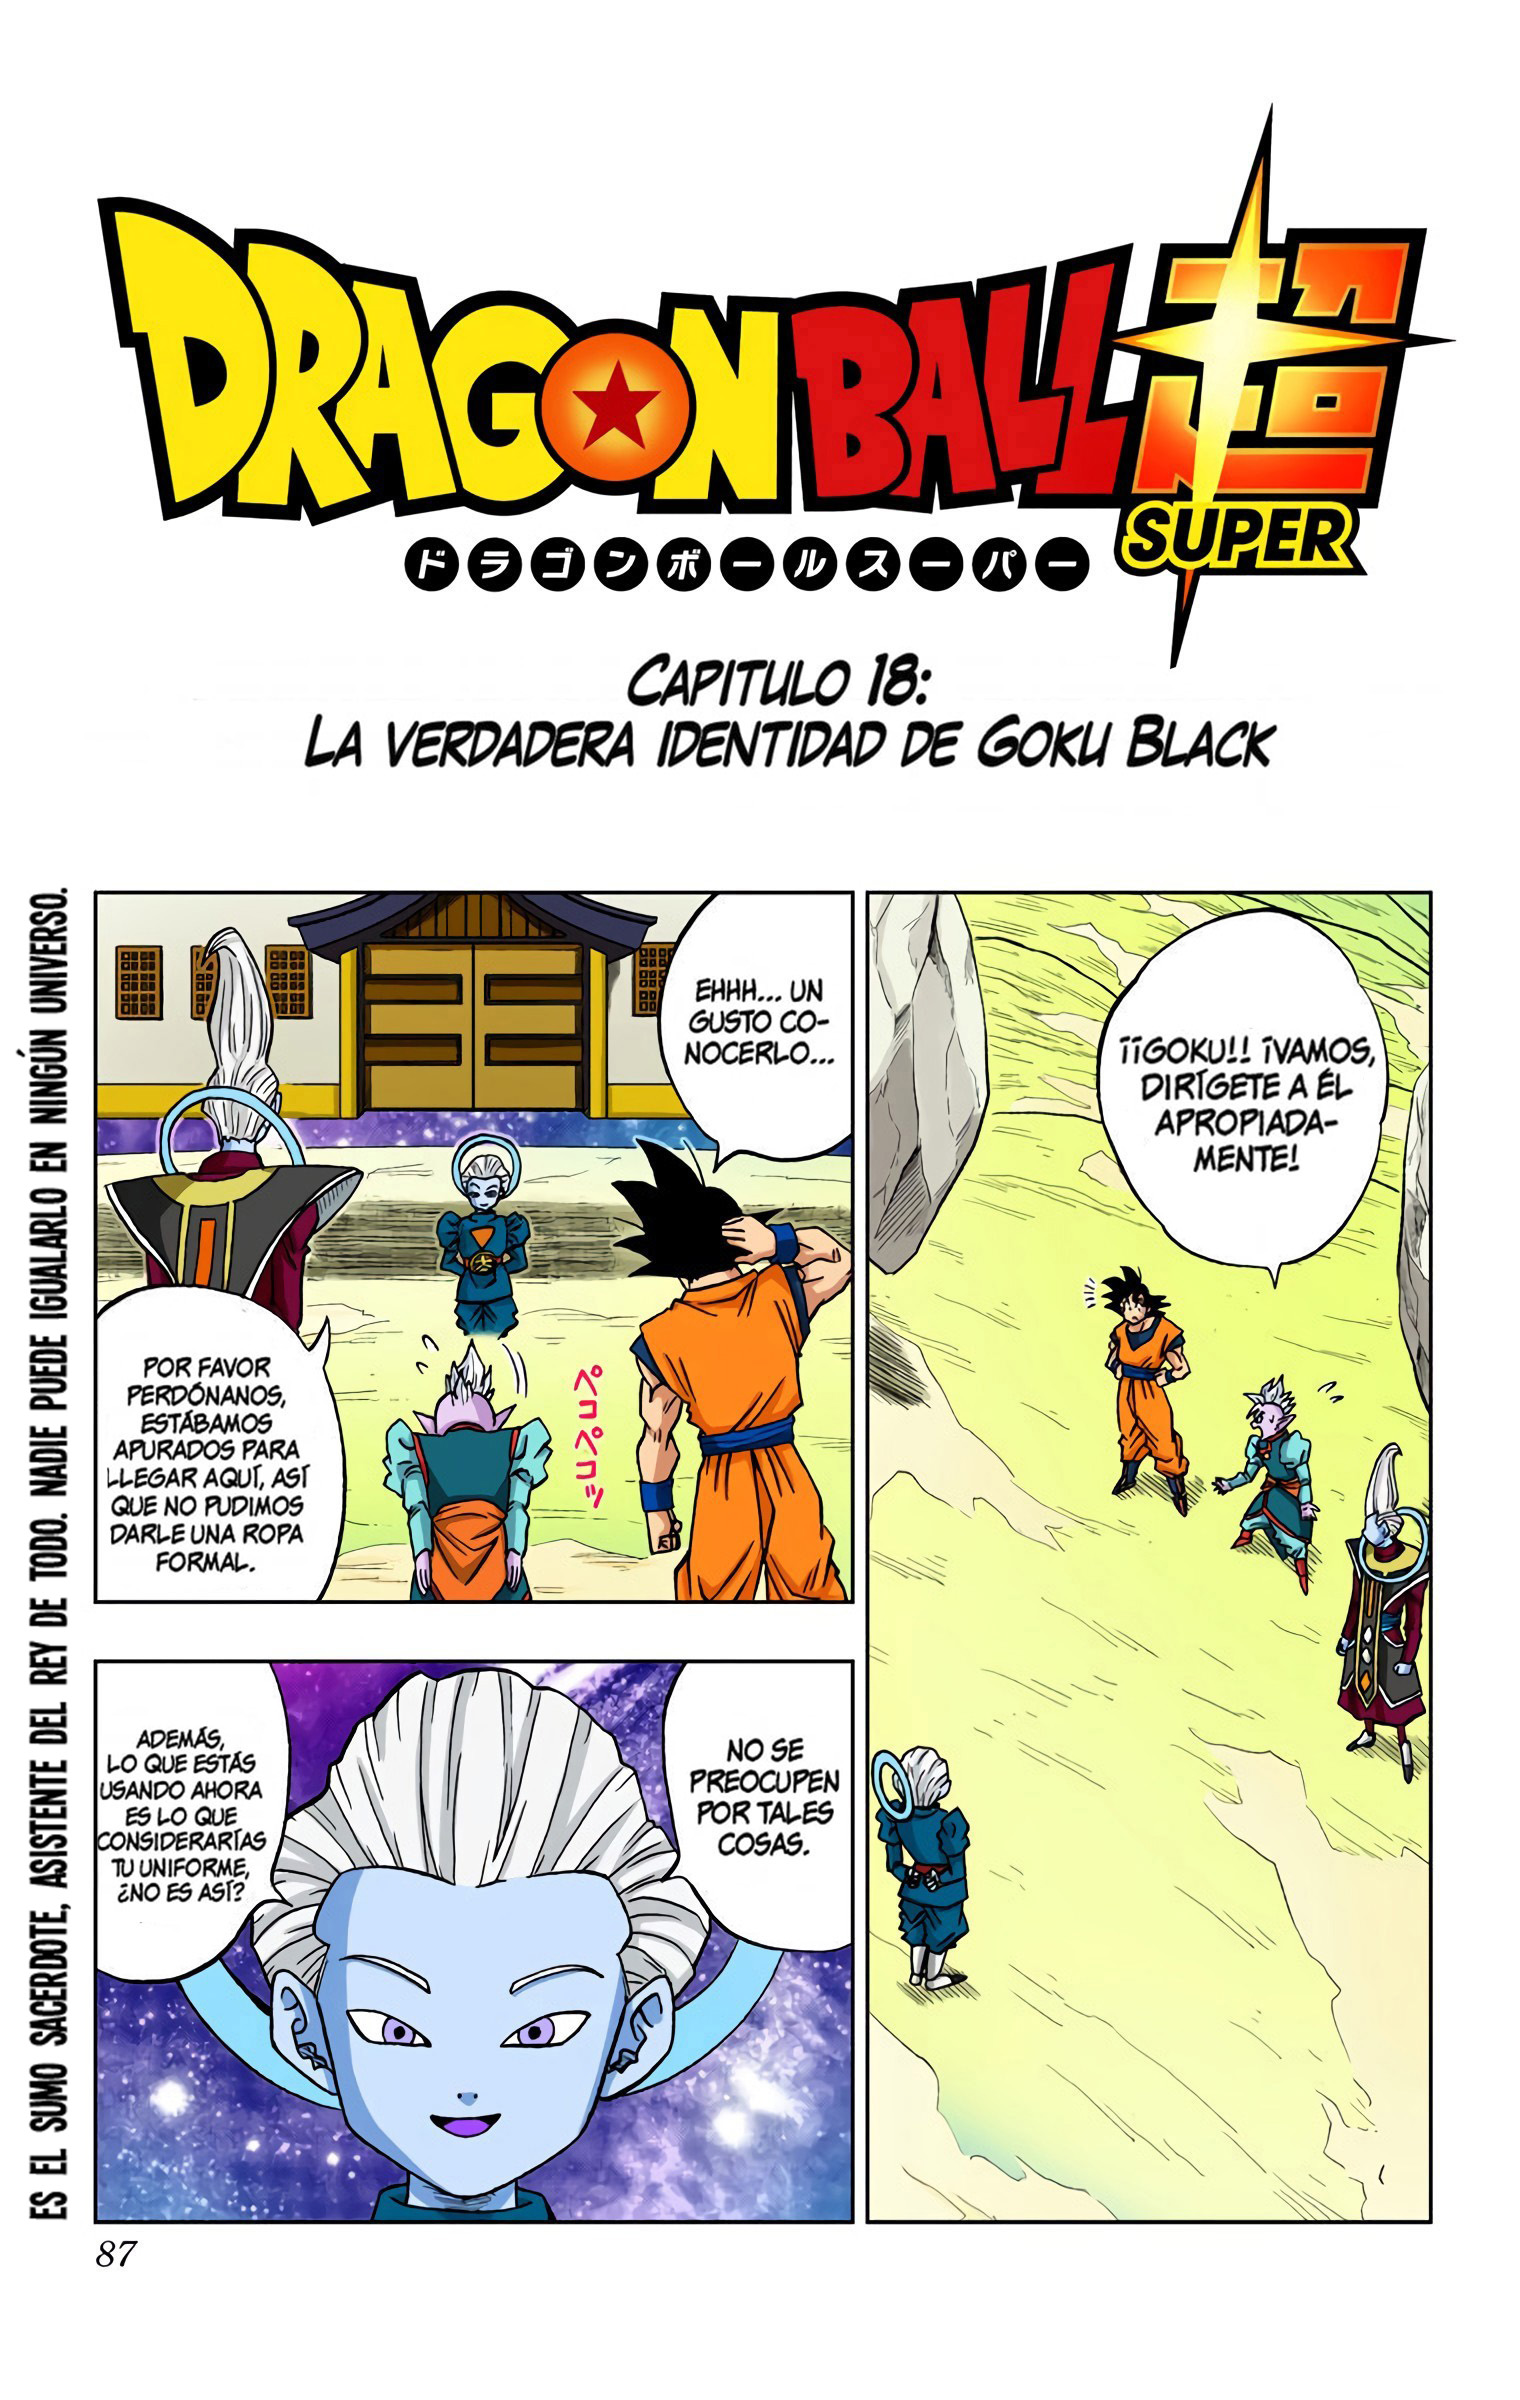 DRAGON BALL 超
SUPER
ドラゴンボールスーパー
CAPITULO 18:
LA VERDADERA IDENTIDAD DE GOKU BLACK
¡¡GOKU!! ¡VAMOS,
DIRÍGETE A ÉL
APROPIADA-
MENTE!
EHHH... UN
GUSTO CO-
NOCERLO...
POR FAVOR
PERDÓNANOS,
ESTÁBAMOS
APURADOS PARA
LLEGAR AQUÍ, ASÍ
QUE NO PUDIMOS
DARLE UNA ROPA
FORMAL.
ペコペコッ
NO SE
PREOCUPEN
POR TALES
COSAS.
ADEMÁS,
LO QUE ESTÁS
USANDO AHORA
ES LO QUE
CONSIDERARÍAS
TU UNIFORME,
¿NO ES ASÍ?
ES EL SUMO SACERDOTE, ASISTENTE DEL REY DE TODO. NADIE PUEDE IGUALARLO EN NINGÚN UNIVERSO.
87